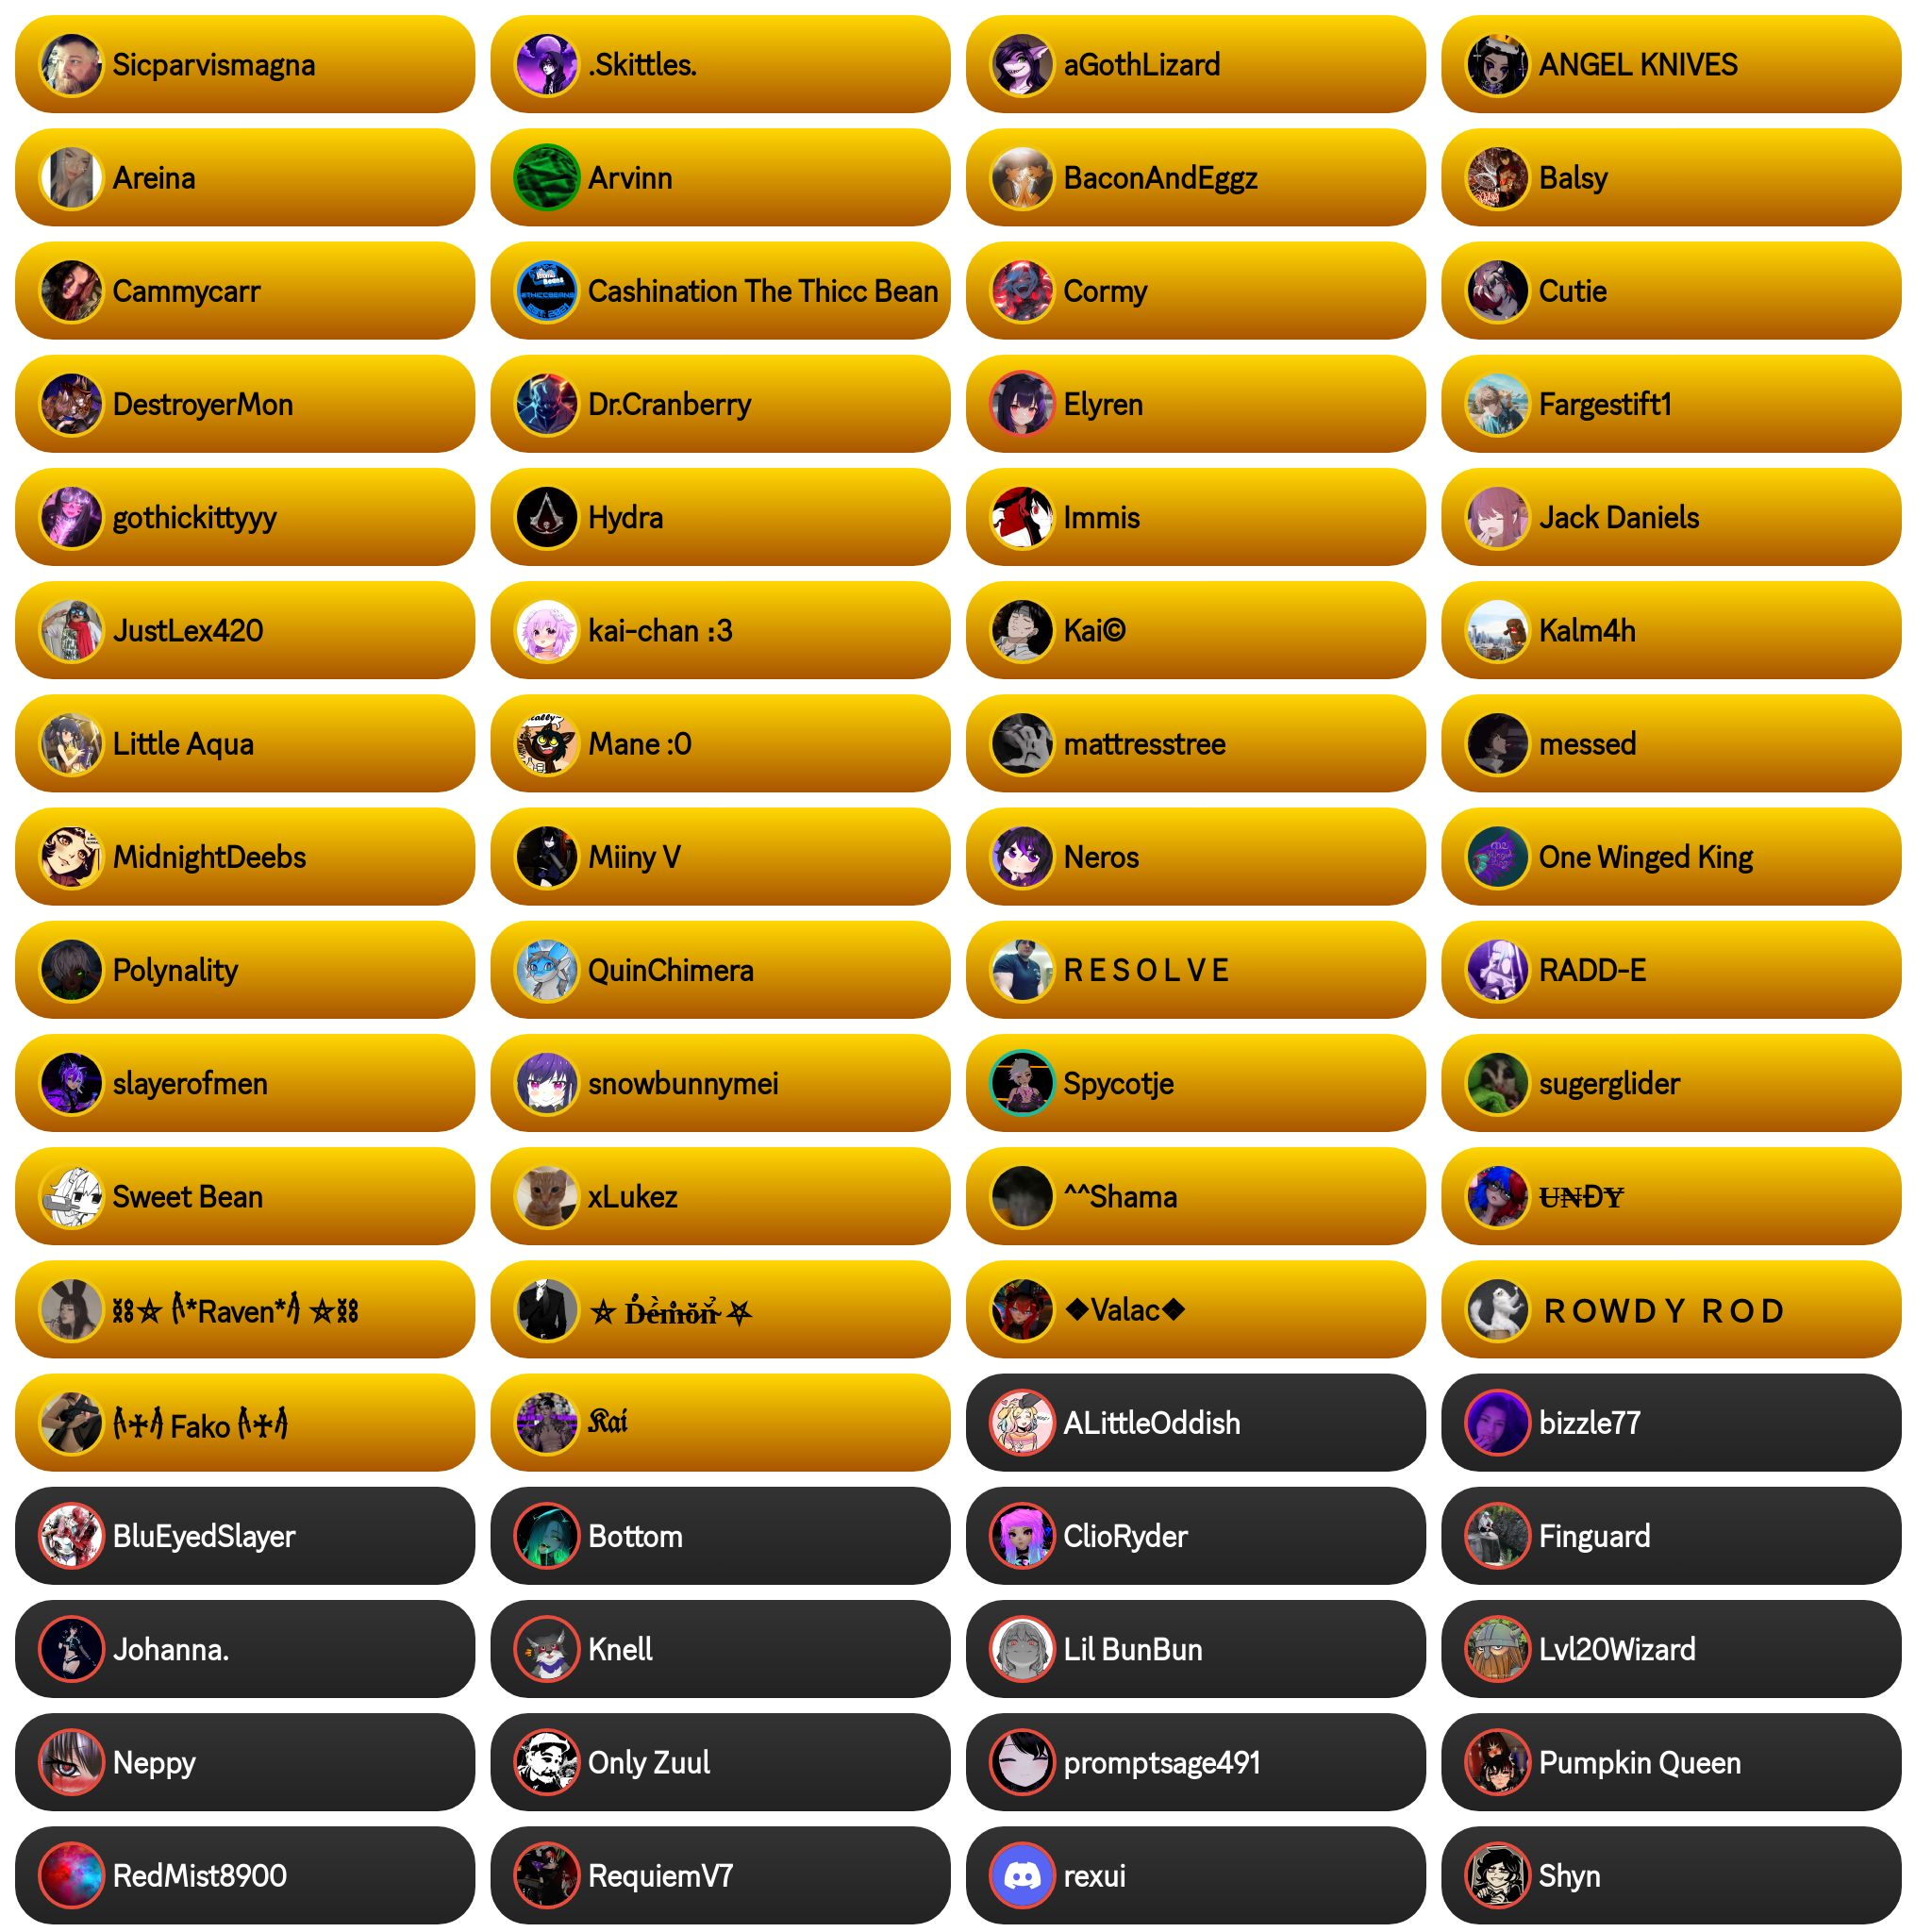 Sicparvismagna
.Skittles.
aGothLizard
ANGEL KNIVES
Areina
Arvinn
BaconAndEggz
Balsy
Cammycarr
Cashination The Thicc Bean
Cormy
Cutie
DestroyerMon
Dr.Cranberry
Elyren
Fargestift1
gothickittyyy
Hydra
Immis
Jack Daniels
JustLex420
kai-chan :3
Kai©
Kalm4h
Little Aqua
Mane :0
mattresstree
messed
MidnightDeebs
Miiny V
Neros
One Winged King
Polynality
QuinChimera
R E S O L V E
RADD-E
slayerofmen
snowbunnymei
Spycotje
sugerglider
Sweet Bean
xLukez
^^Shama
U̶N̶ĐɎ
⛓☆ 𓆩*Raven*𓆪 ☆⛓
☆ D̷e̷m̷o̷n̷ ⛧
◆Valac◆
R O W D Y R O D
𓆩♱𓆪 Fako 𓆩♱𓆪
𝕶𝖆𝖎
ALittleOddish
bizzle77
BluEyedSlayer
Bottom
ClioRyder
Finguard
Johanna.
Knell
Lil BunBun
Lvl20Wizard
Neppy
Only Zuul
promptsage491
Pumpkin Queen
RedMist8900
RequiemV7
rexui
Shyn